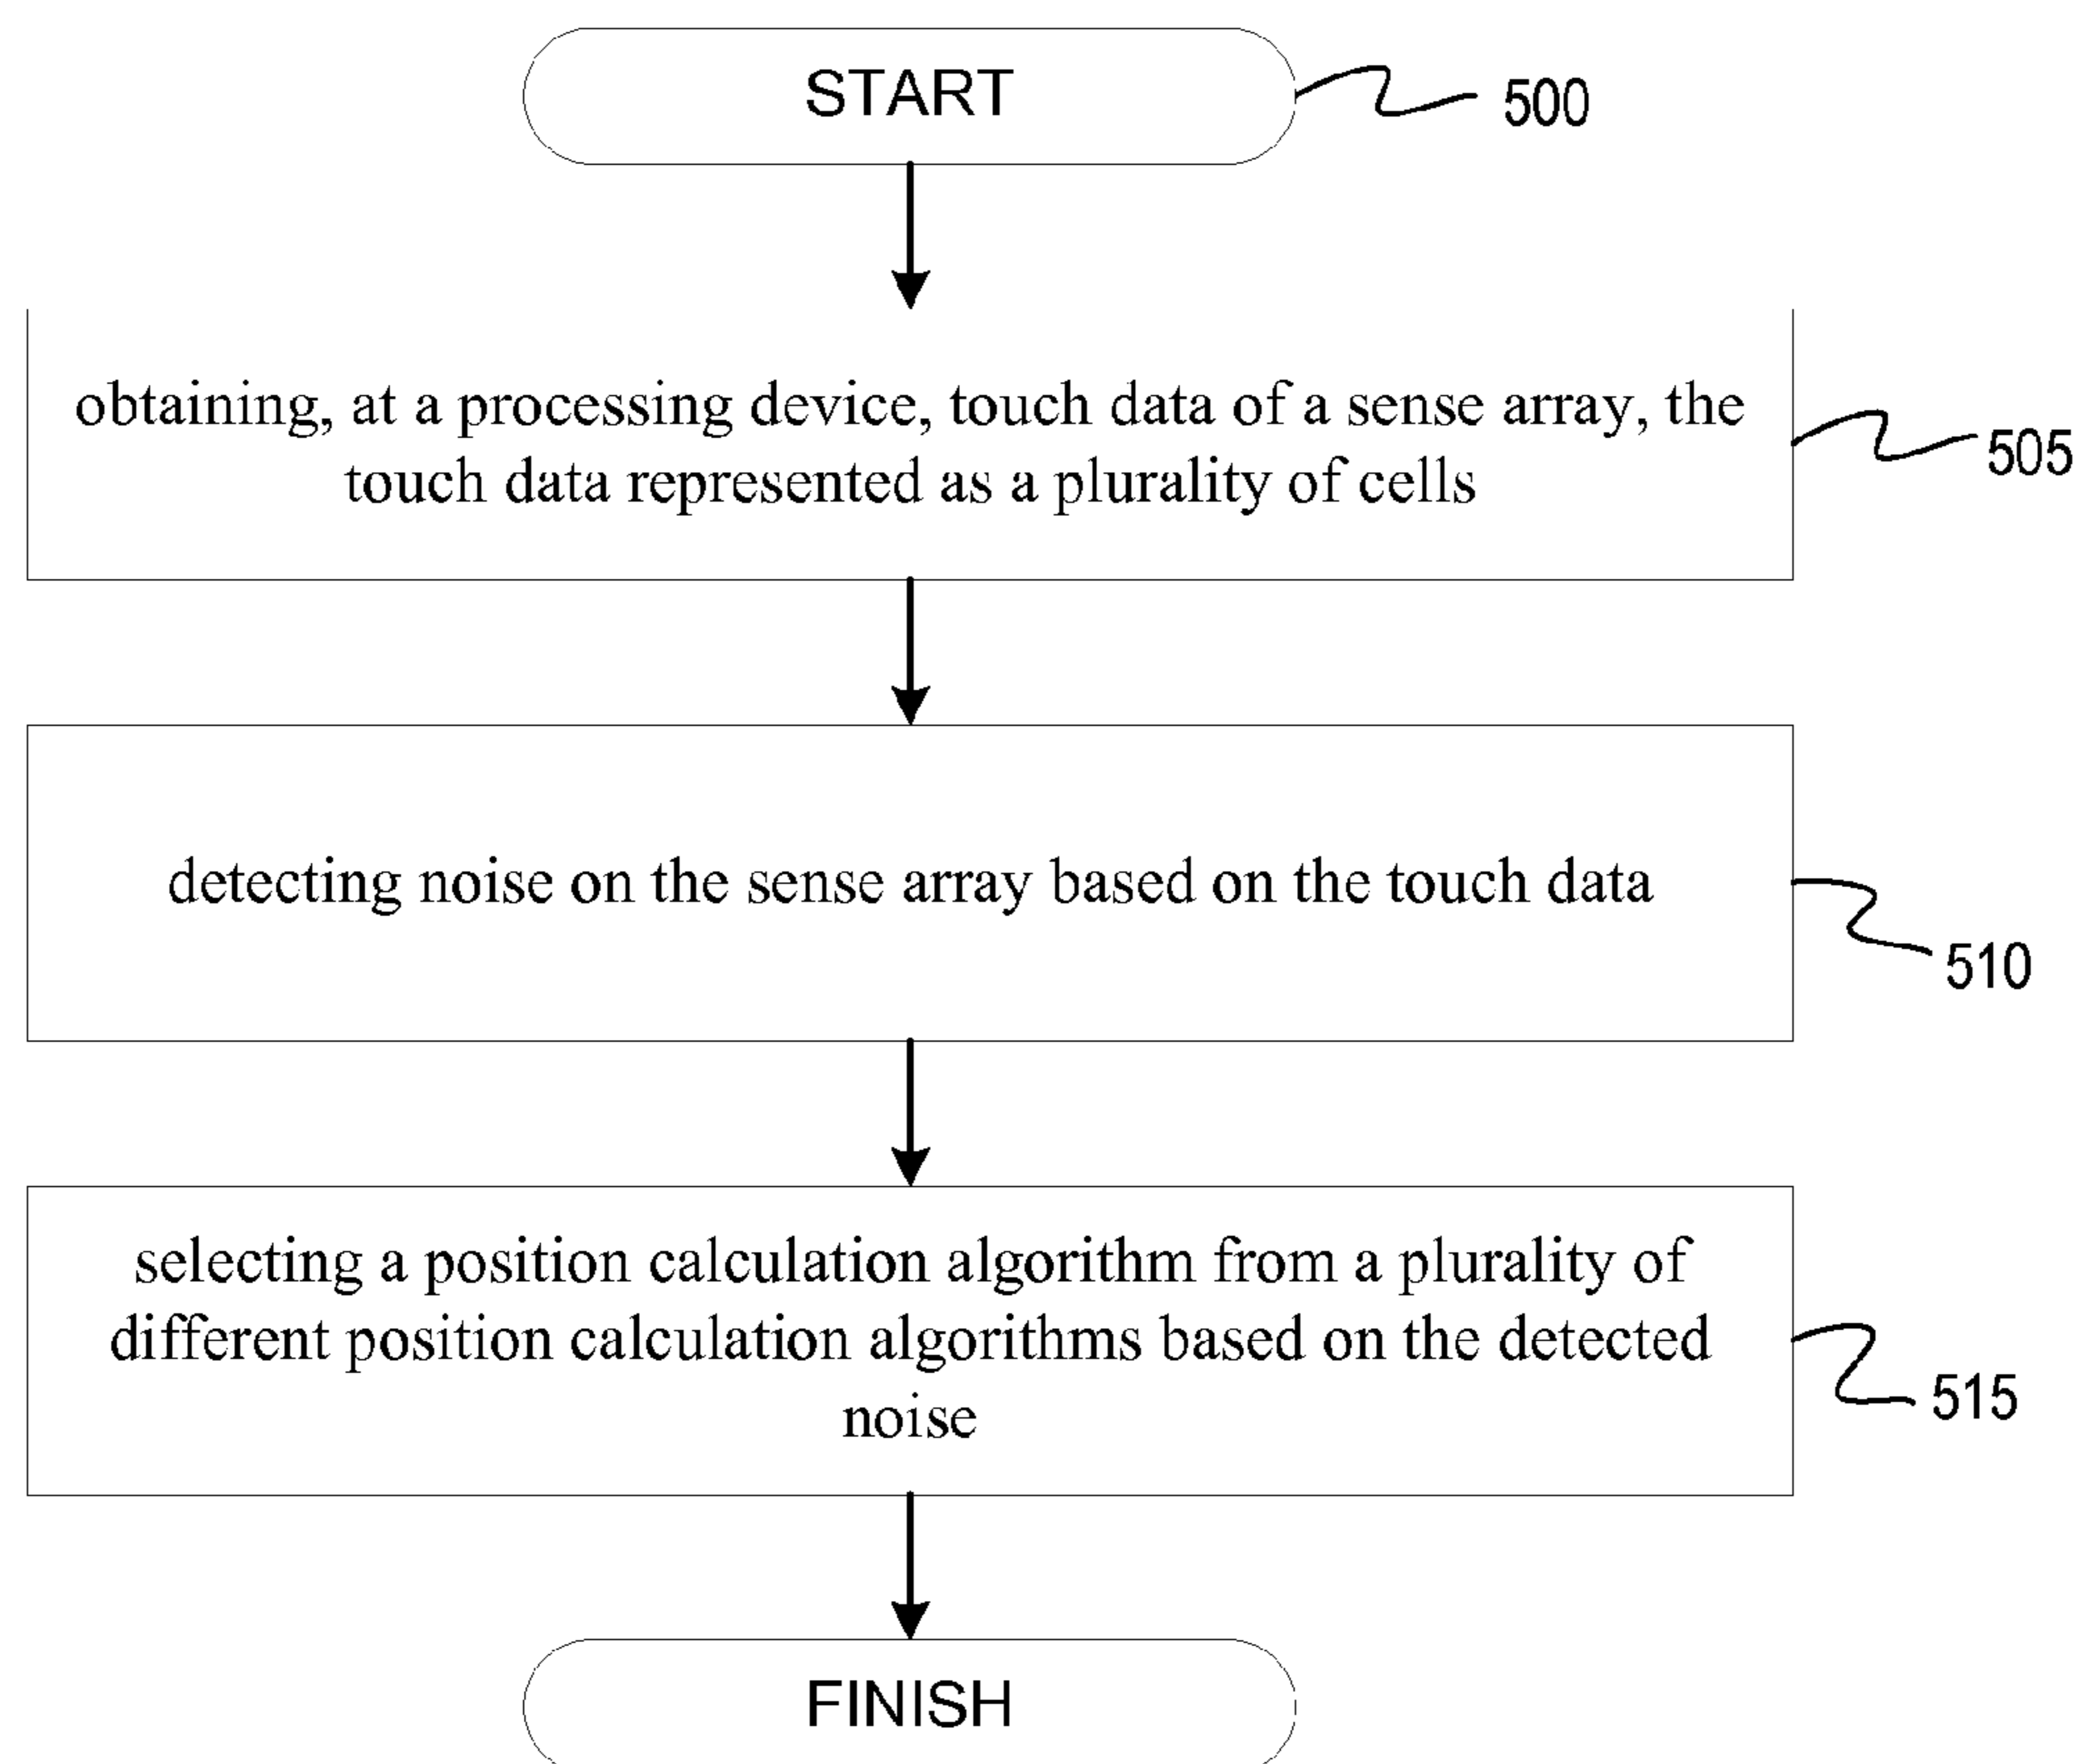 START
500
obtaining, at a processing device, touch data of a sense array, the
touch data represented as a plurality of cells
505
detecting noise on the sense array based on the touch data
510
selecting a position calculation algorithm from a plurality of
different position calculation algorithms based on the detected
noise
515
FINISH